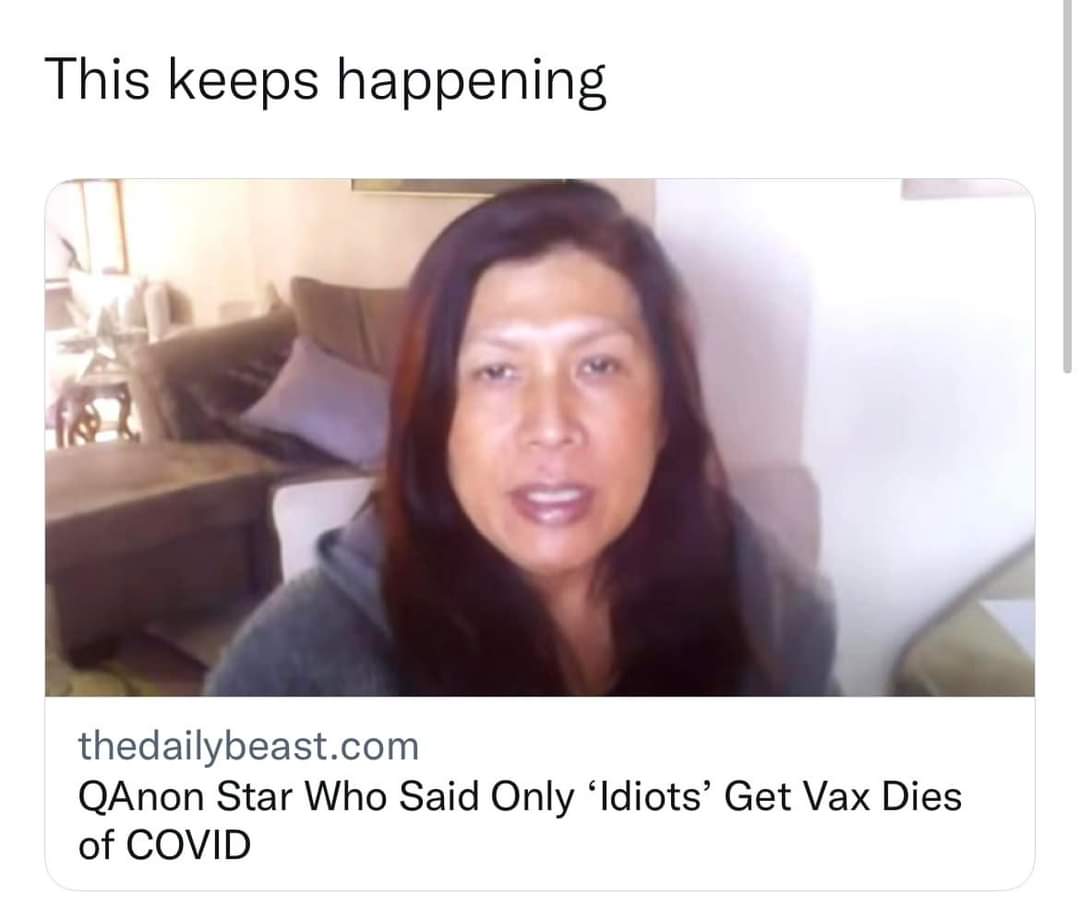 This keeps happening
thedailybeast.com
QAnon Star Who Said Only ‘Idiots’ Get Vax Dies
of COVID